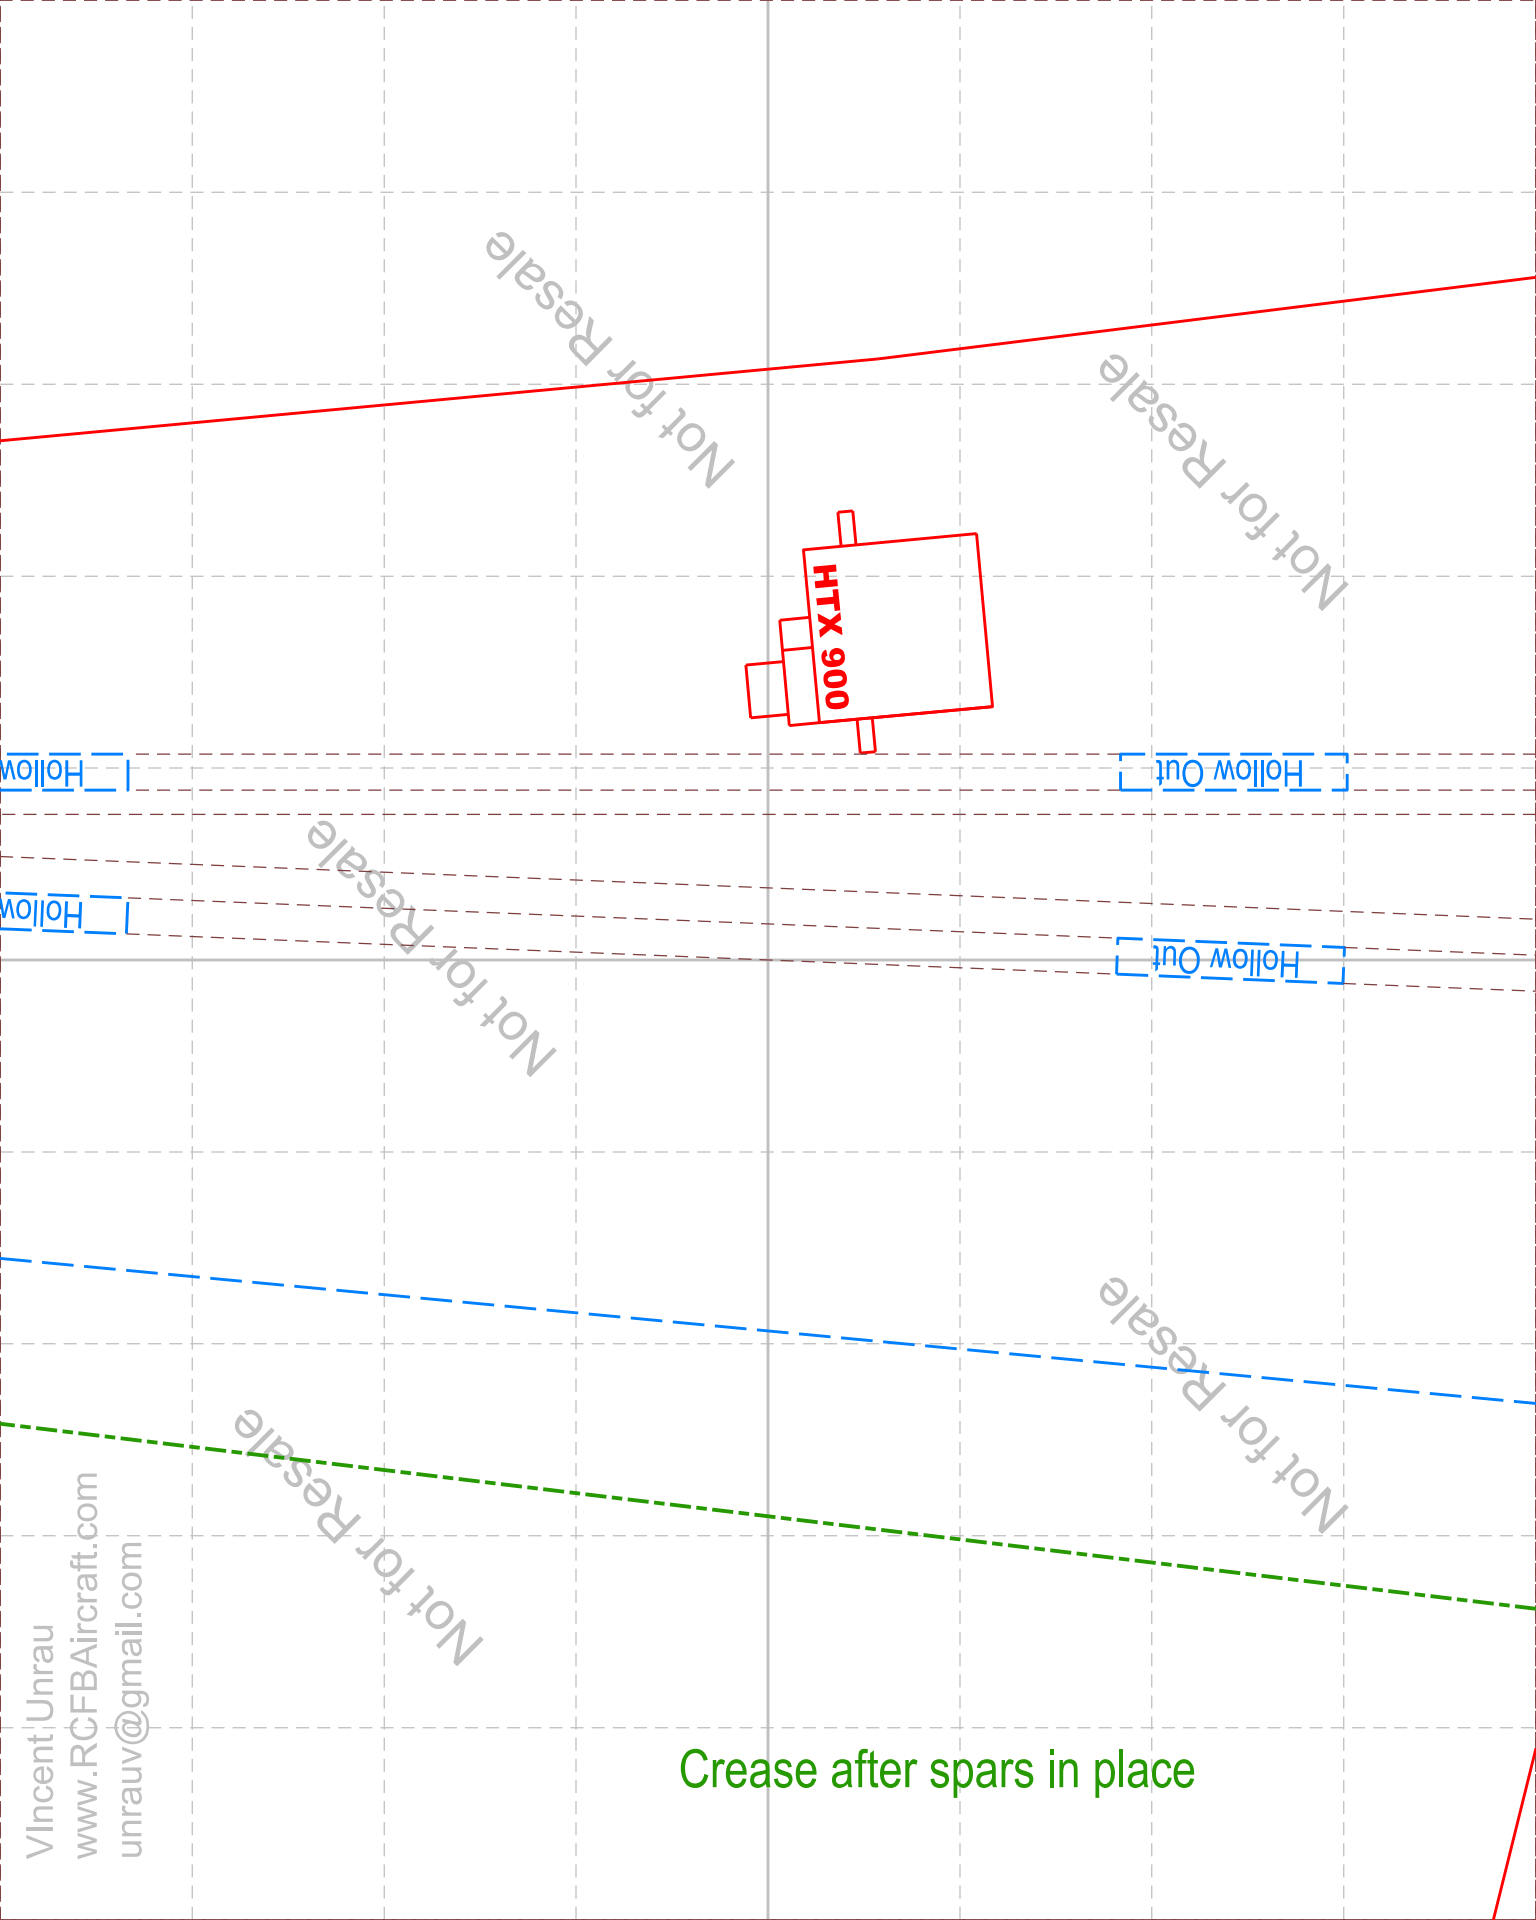 Not for Resale
Not for Resale
HTX 900
Hollow
Hollow Out
Not for Resale
Hollow
Hollow Out
Not for Resale
Not for Resale
VIncent Unrau
www.RCFBAircraft.com
unrauv@gmail.com
Crease after spars in place